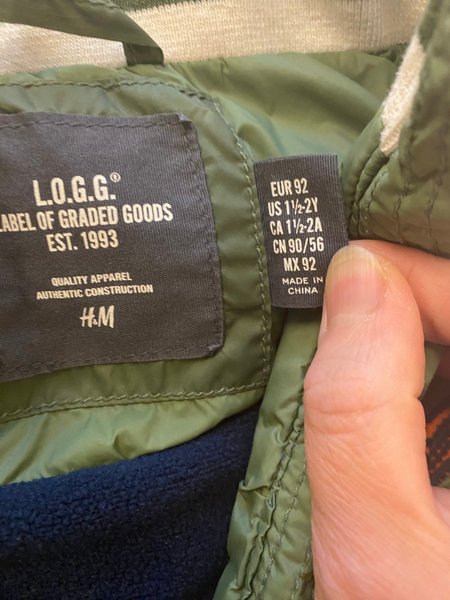 L.O.G.G.®
LABEL OF GRADED GOODS
EST. 1993
QUALITY APPAREL
AUTHENTIC CONSTRUCTION
H&M
EUR 92
US 1½-2Y
CA 1½-2A
CN 90/56
MX 92
MADE IN
CHINA